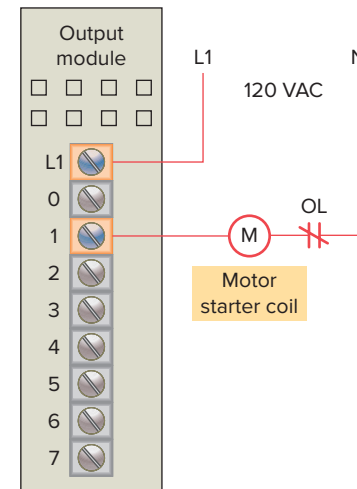 Output
module
L1
N
120 VAC
L1
0
1
2
3
4
5
6
7
M
OL
Motor
starter coil